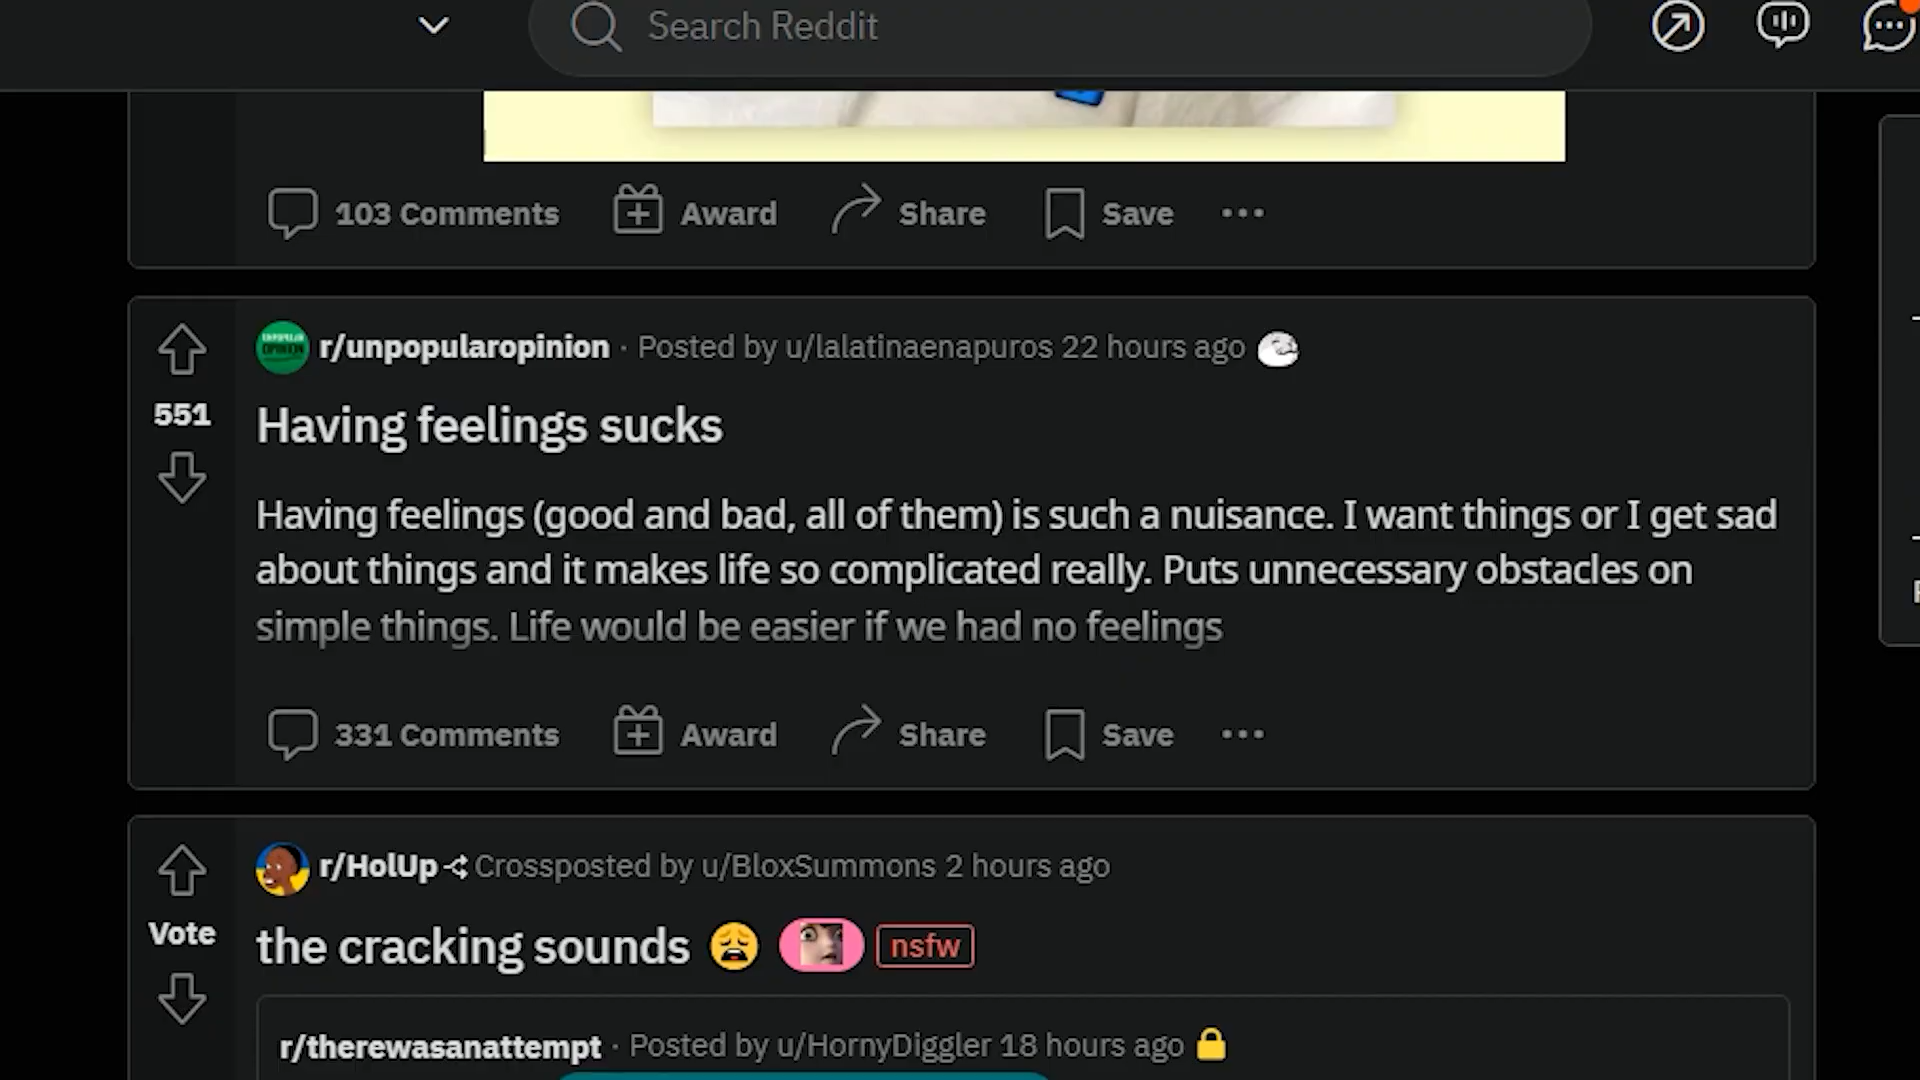 Search Reddit
103 Comments Award Share Save
r/unpopularopinion · Posted by u/lalatinaenapuros 22 hours ago
551
Having feelings sucks
Having feelings (good and bad, all of them) is such a nuisance. I want things or I get sad
about things and it makes life so complicated really. Puts unnecessary obstacles on
simple things. Life would be easier if we had no feelings
331 Comments Award Share Save
r/HolUp Crossposted by u/BloxSummons 2 hours ago
Vote
the cracking sounds 😩 nsfw
r/therewasanattempt · Posted by u/HornyDiggler 18 hours ago